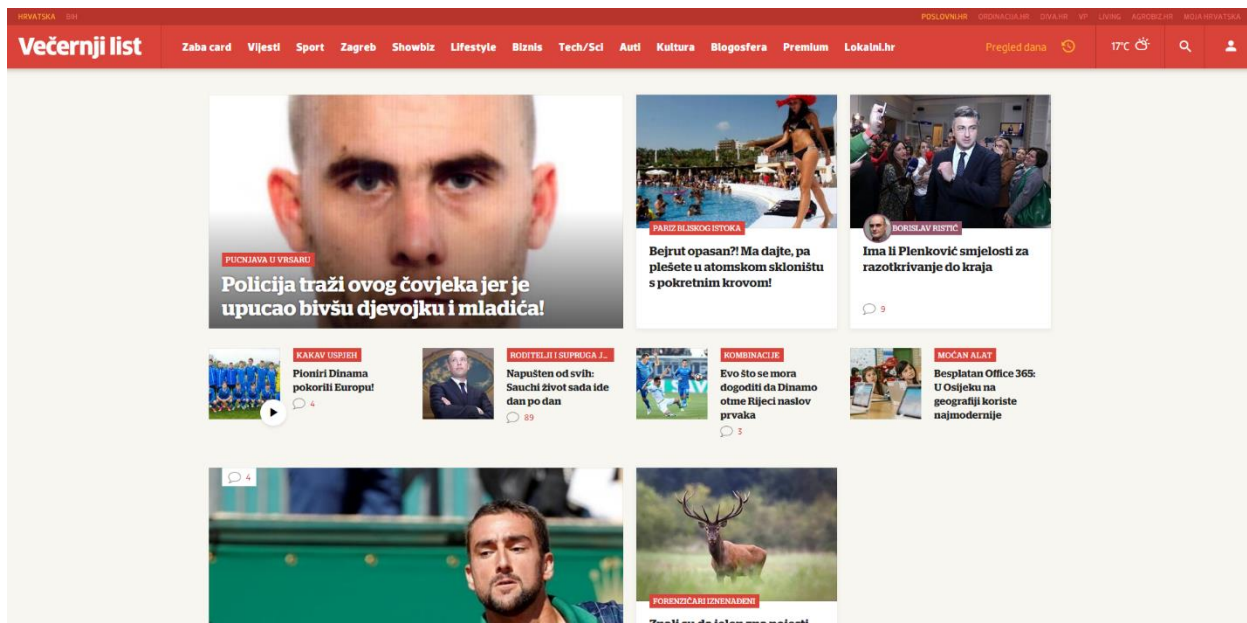 HRVATSKA BIH
POSLOVNI.HR ORDINACIJA.HR DIVA.HR VP LIVING AGROBIZ.HR MOJA HRVATSKA
Večernji list
Zaba card Vijesti Sport Zagreb Showbiz Lifestyle Biznis Tech/Sci Auti Kultura Blogosfera Premium Lokalni.hr
Pregled dana
17°C
PUCNJAVA U VRSARU
Policija traži ovog čovjeka jer je
upucao bivšu djevojku i mladića!
PARIZ BLISKOG ISTOKA
Bejrut opasan?! Ma dajte, pa
plešete u atomskom skloništu
s pokretnim krovom!
BORISLAV RISTIĆ
Ima li Plenković smjelosti za
razotkrivanje do kraja
9
KAKAV USPJEH
Pioniri Dinama
pokorili Europu!
4
RODITELJI I SUPRUGA J...
Napušten od svih:
Sauchi život sada ide
dan po dan
89
KOMBINACIJE
Evo što se mora
dogoditi da Dinamo
otme Rijeci naslov
prvaka
3
MOĆAN ALAT
Besplatan Office 365:
U Osijeku na
geografiji koriste
najmodernije
4
FORENZIČARI IZNENAĐENI